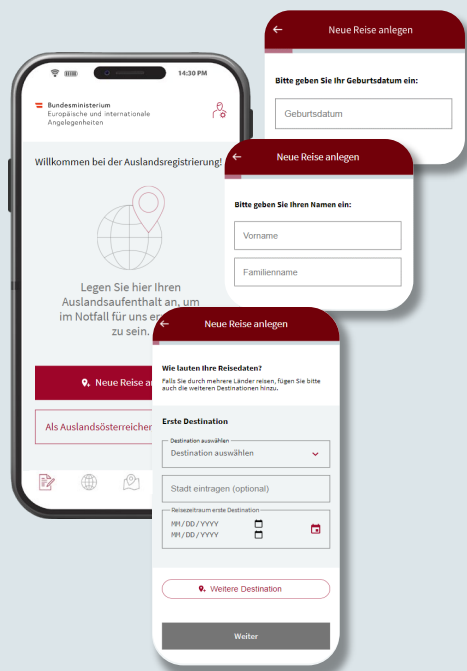 14:30 PM
Bundesministerium
Europäische und internationale
Angelegenheiten
Willkommen bei der Auslandsregistrierung!
Legen Sie hier Ihren
Auslandsaufenthalt an, um
im Notfall für uns er
zu sein.
Neue Reise an
Als Auslandsösterreicher
Neue Reise anlegen
Bitte geben Sie Ihr Geburtsdatum ein:
Geburtsdatum
Neue Reise anlegen
Bitte geben Sie Ihren Namen ein:
Vorname
Familienname
Neue Reise anlegen
Wie lauten Ihre Reisedaten?
Falls Sie durch mehrere Länder reisen, fügen Sie bitte
auch die weiteren Destinationen hinzu.
Erste Destination
Destination auswählen
Destination auswählen
Stadt eintragen (optional)
Reisezeitraum erste Destination
MM/DD/YYYY
MM/DD/YYYY
Weitere Destination
Weiter